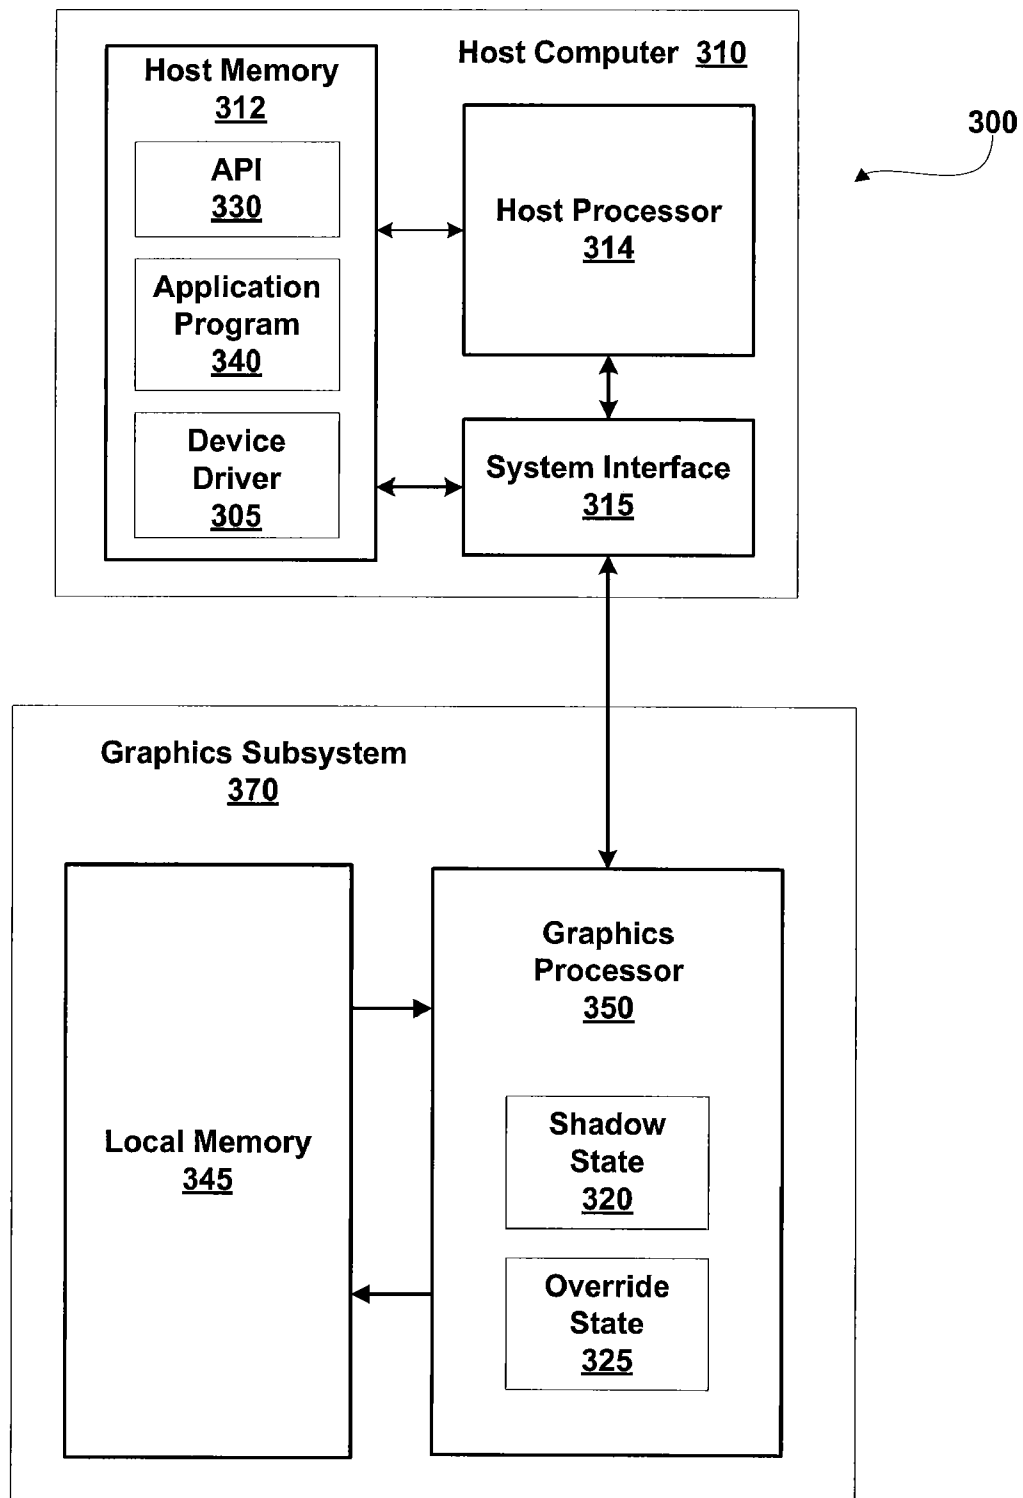 Host Computer 310
Host Memory
312
API
330
Application
Program
340
Device
Driver
305
Host Processor
314
System Interface
315
300
Graphics Subsystem
370
Local Memory
345
Graphics
Processor
350
Shadow
State
320
Override
State
325